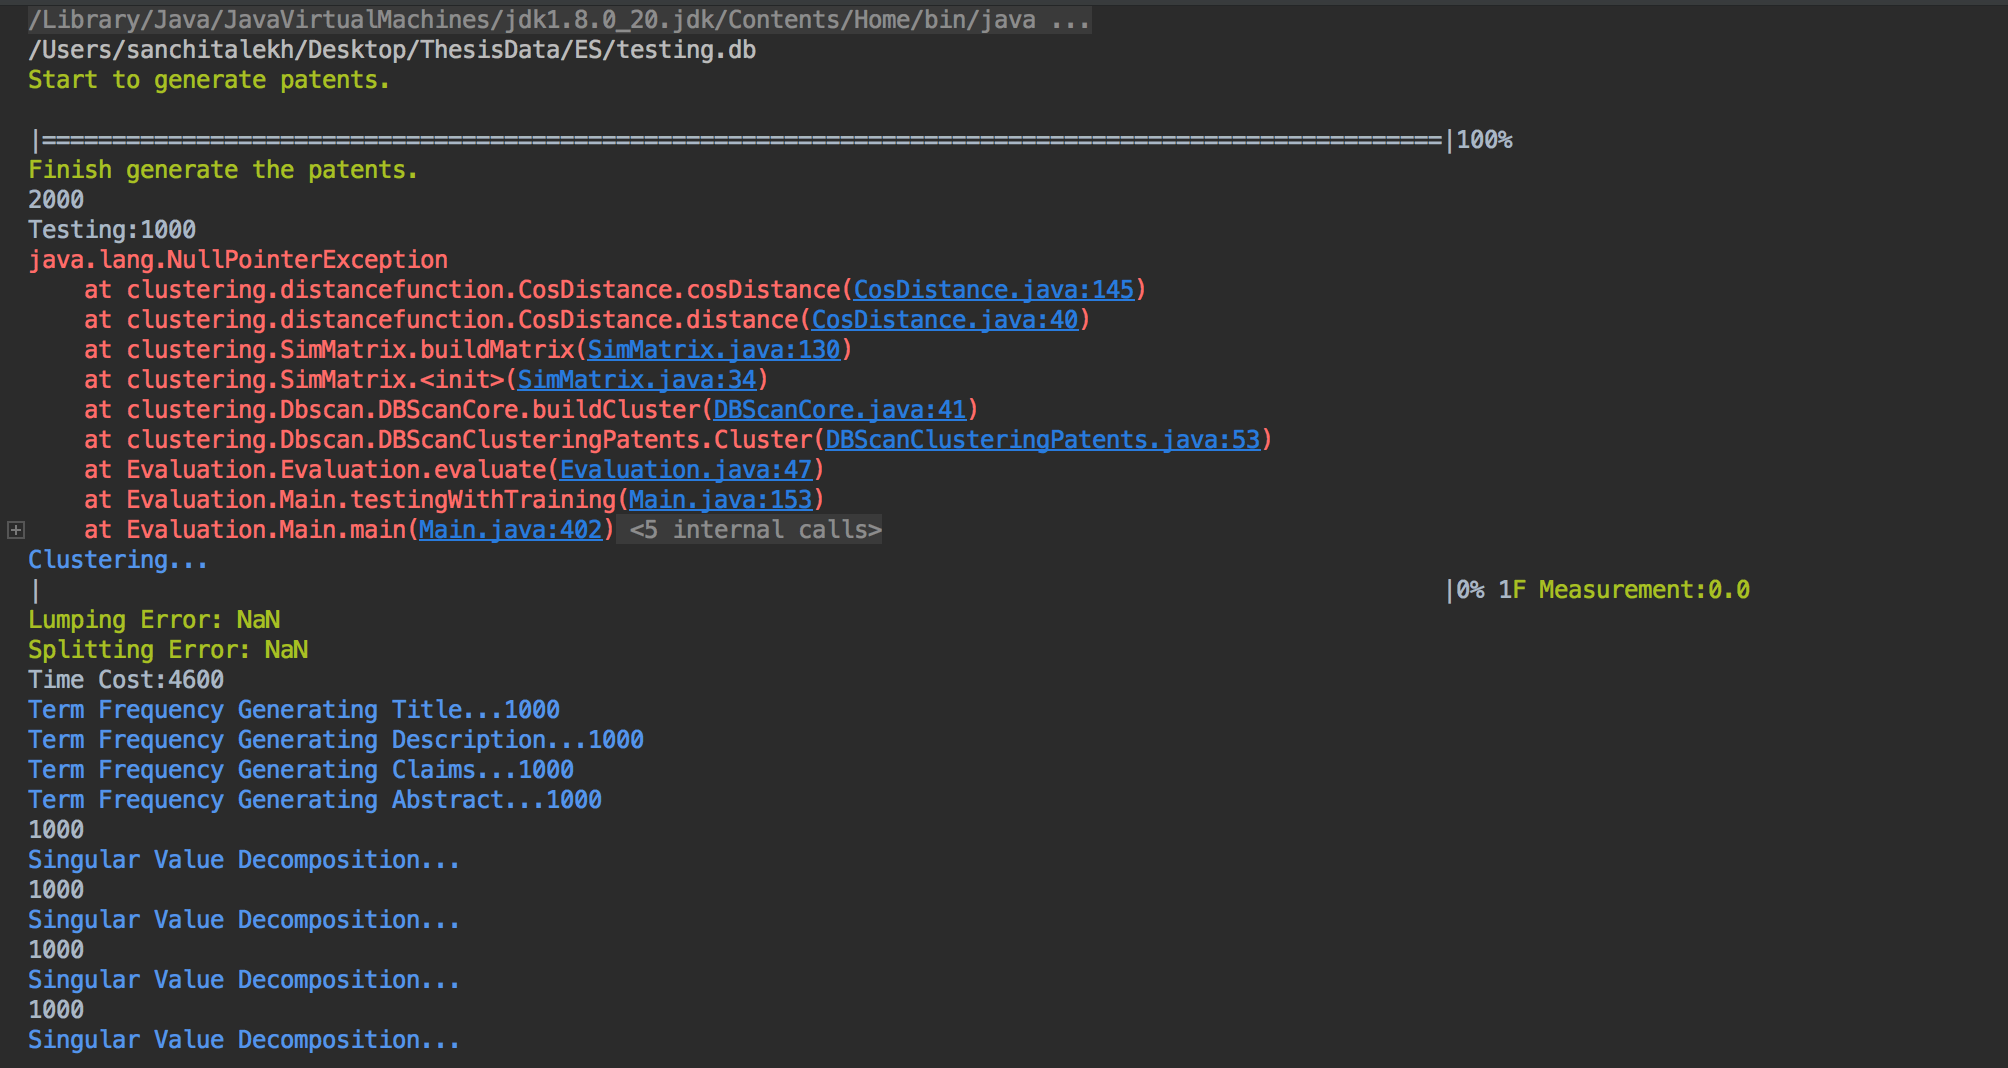 /Library/Java/JavaVirtualMachines/jdk1.8.0_20.jdk/Contents/Home/bin/java ...
/Users/sanchitalekh/Desktop/ThesisData/ES/testing.db
Start to generate patents.
|====================================================================================================|100%
Finish generate the patents.
2000
Testing:1000
java.lang.NullPointerException
    at clustering.distancefunction.CosDistance.cosDistance(CosDistance.java:145)
    at clustering.distancefunction.CosDistance.distance(CosDistance.java:40)
    at clustering.SimMatrix.buildMatrix(SimMatrix.java:130)
    at clustering.SimMatrix.<init>(SimMatrix.java:34)
    at clustering.Dbscan.DBScanCore.buildCluster(DBScanCore.java:41)
    at clustering.Dbscan.DBScanClusteringPatents.Cluster(DBScanClusteringPatents.java:53)
    at Evaluation.Evaluation.evaluate(Evaluation.java:47)
    at Evaluation.Main.testingWithTraining(Main.java:153)
    at Evaluation.Main.main(Main.java:402) <5 internal calls>
Clustering...
|                                                                                                    |0% 1F Measurement:0.0
Lumping Error: NaN
Splitting Error: NaN
Time Cost:4600
Term Frequency Generating Title...1000
Term Frequency Generating Description...1000
Term Frequency Generating Claims...1000
Term Frequency Generating Abstract...1000
1000
Singular Value Decomposition...
1000
Singular Value Decomposition...
1000
Singular Value Decomposition...
1000
Singular Value Decomposition...